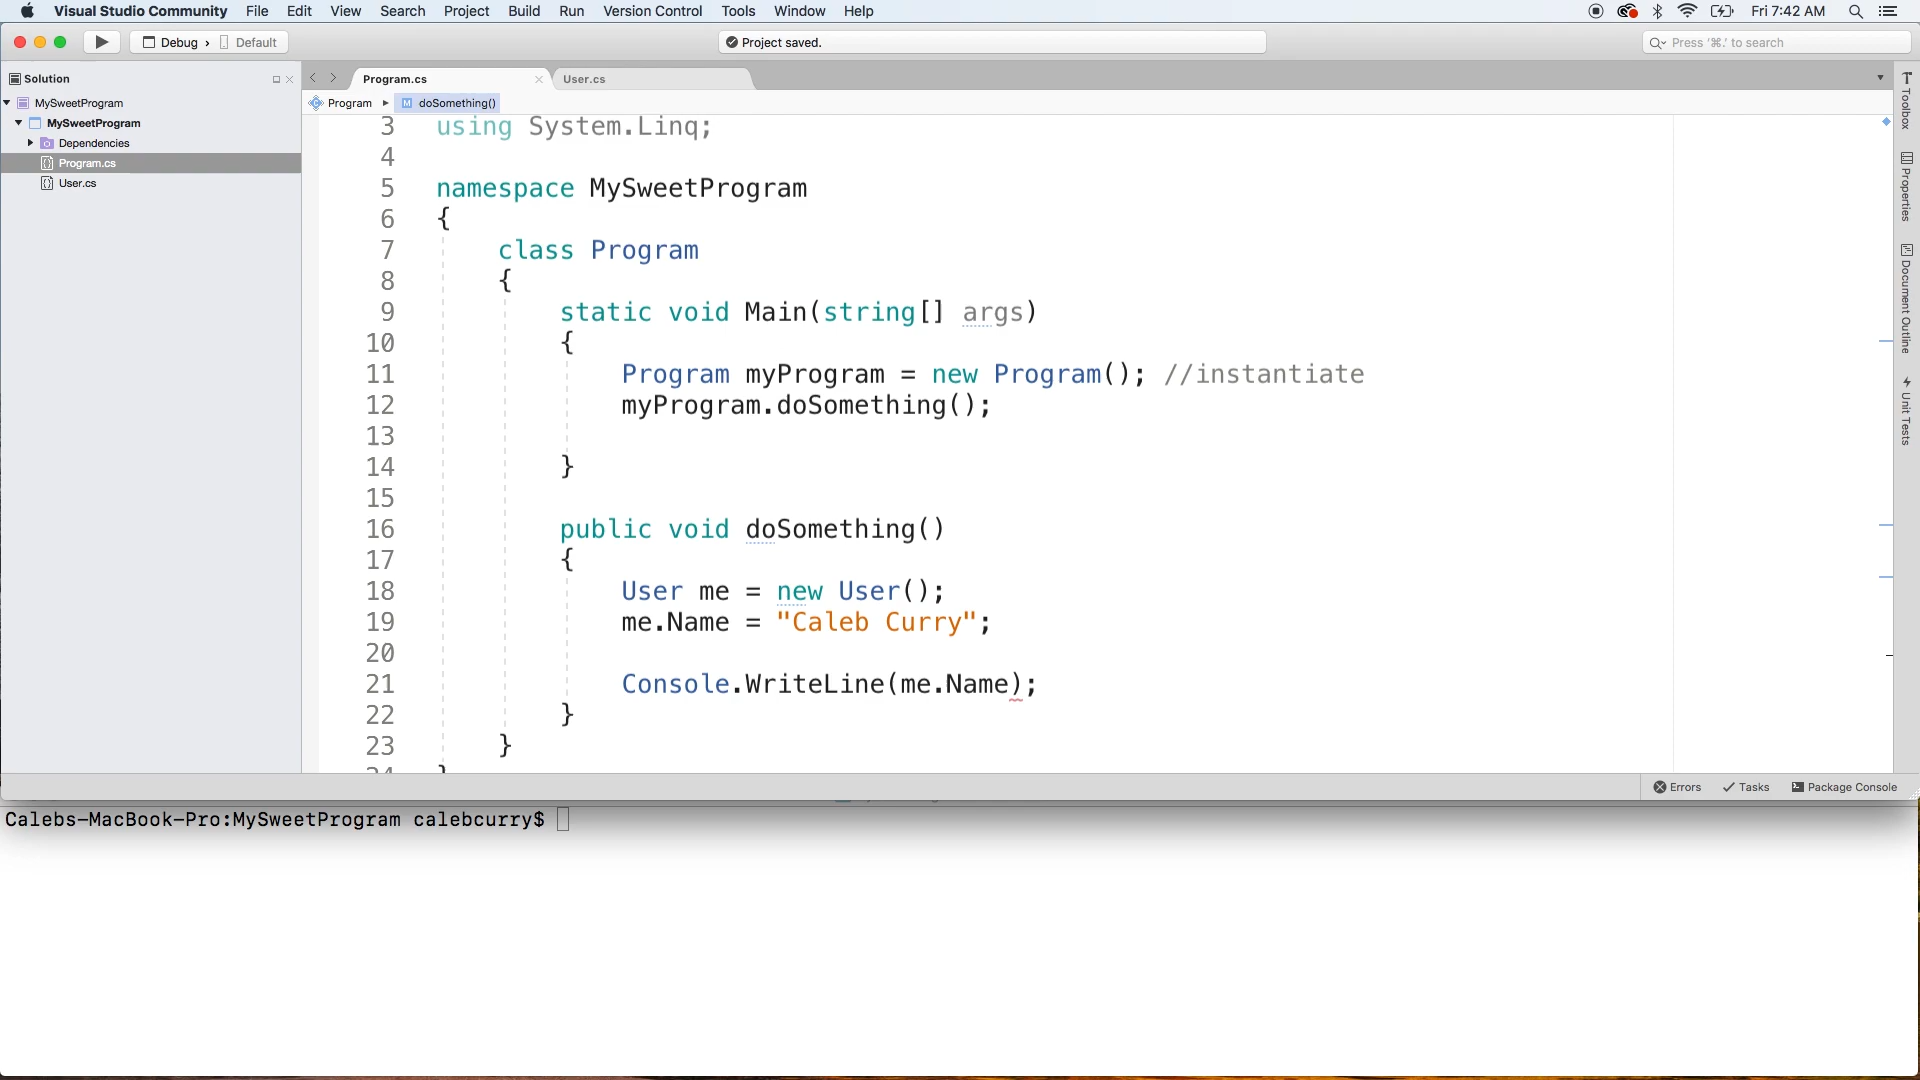 Visual Studio Community File Edit View Search Project Build Run Version Control Tools Window Help Fri 7:42 AM
Debug › Default Project saved. Press '⌘.' to search
Solution
MySweetProgram
MySweetProgram
Dependencies
Program.cs
User.cs
Program.cs User.cs
Program ▸ M doSomething()
3 using System.Linq;
4
5 namespace MySweetProgram
6 {
7 class Program
8 {
9 static void Main(string[] args)
10 {
11 Program myProgram = new Program(); //instantiate
12 myProgram.doSomething();
13
14 }
15
16 public void doSomething()
17 {
18 User me = new User();
19 me.Name = "Caleb Curry";
20
21 Console.WriteLine(me.Name);
22 }
23 }
24 }
Toolbox
Properties
Document Outline
Unit Tests
Errors Tasks Package Console
Calebs-MacBook-Pro:MySweetProgram calebcurry$